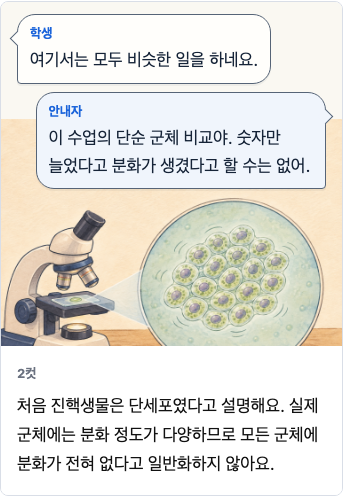 학생
여기서는 모두 비슷한 일을 하네요.
안내자
이 수업의 단순 군체 비교야. 숫자만
늘었다고 분화가 생겼다고 할 수는 없어.
2컷
처음 진핵생물은 단세포였다고 설명해요. 실제
군체에는 분화 정도가 다양하므로 모든 군체에
분화가 전혀 없다고 일반화하지 않아요.